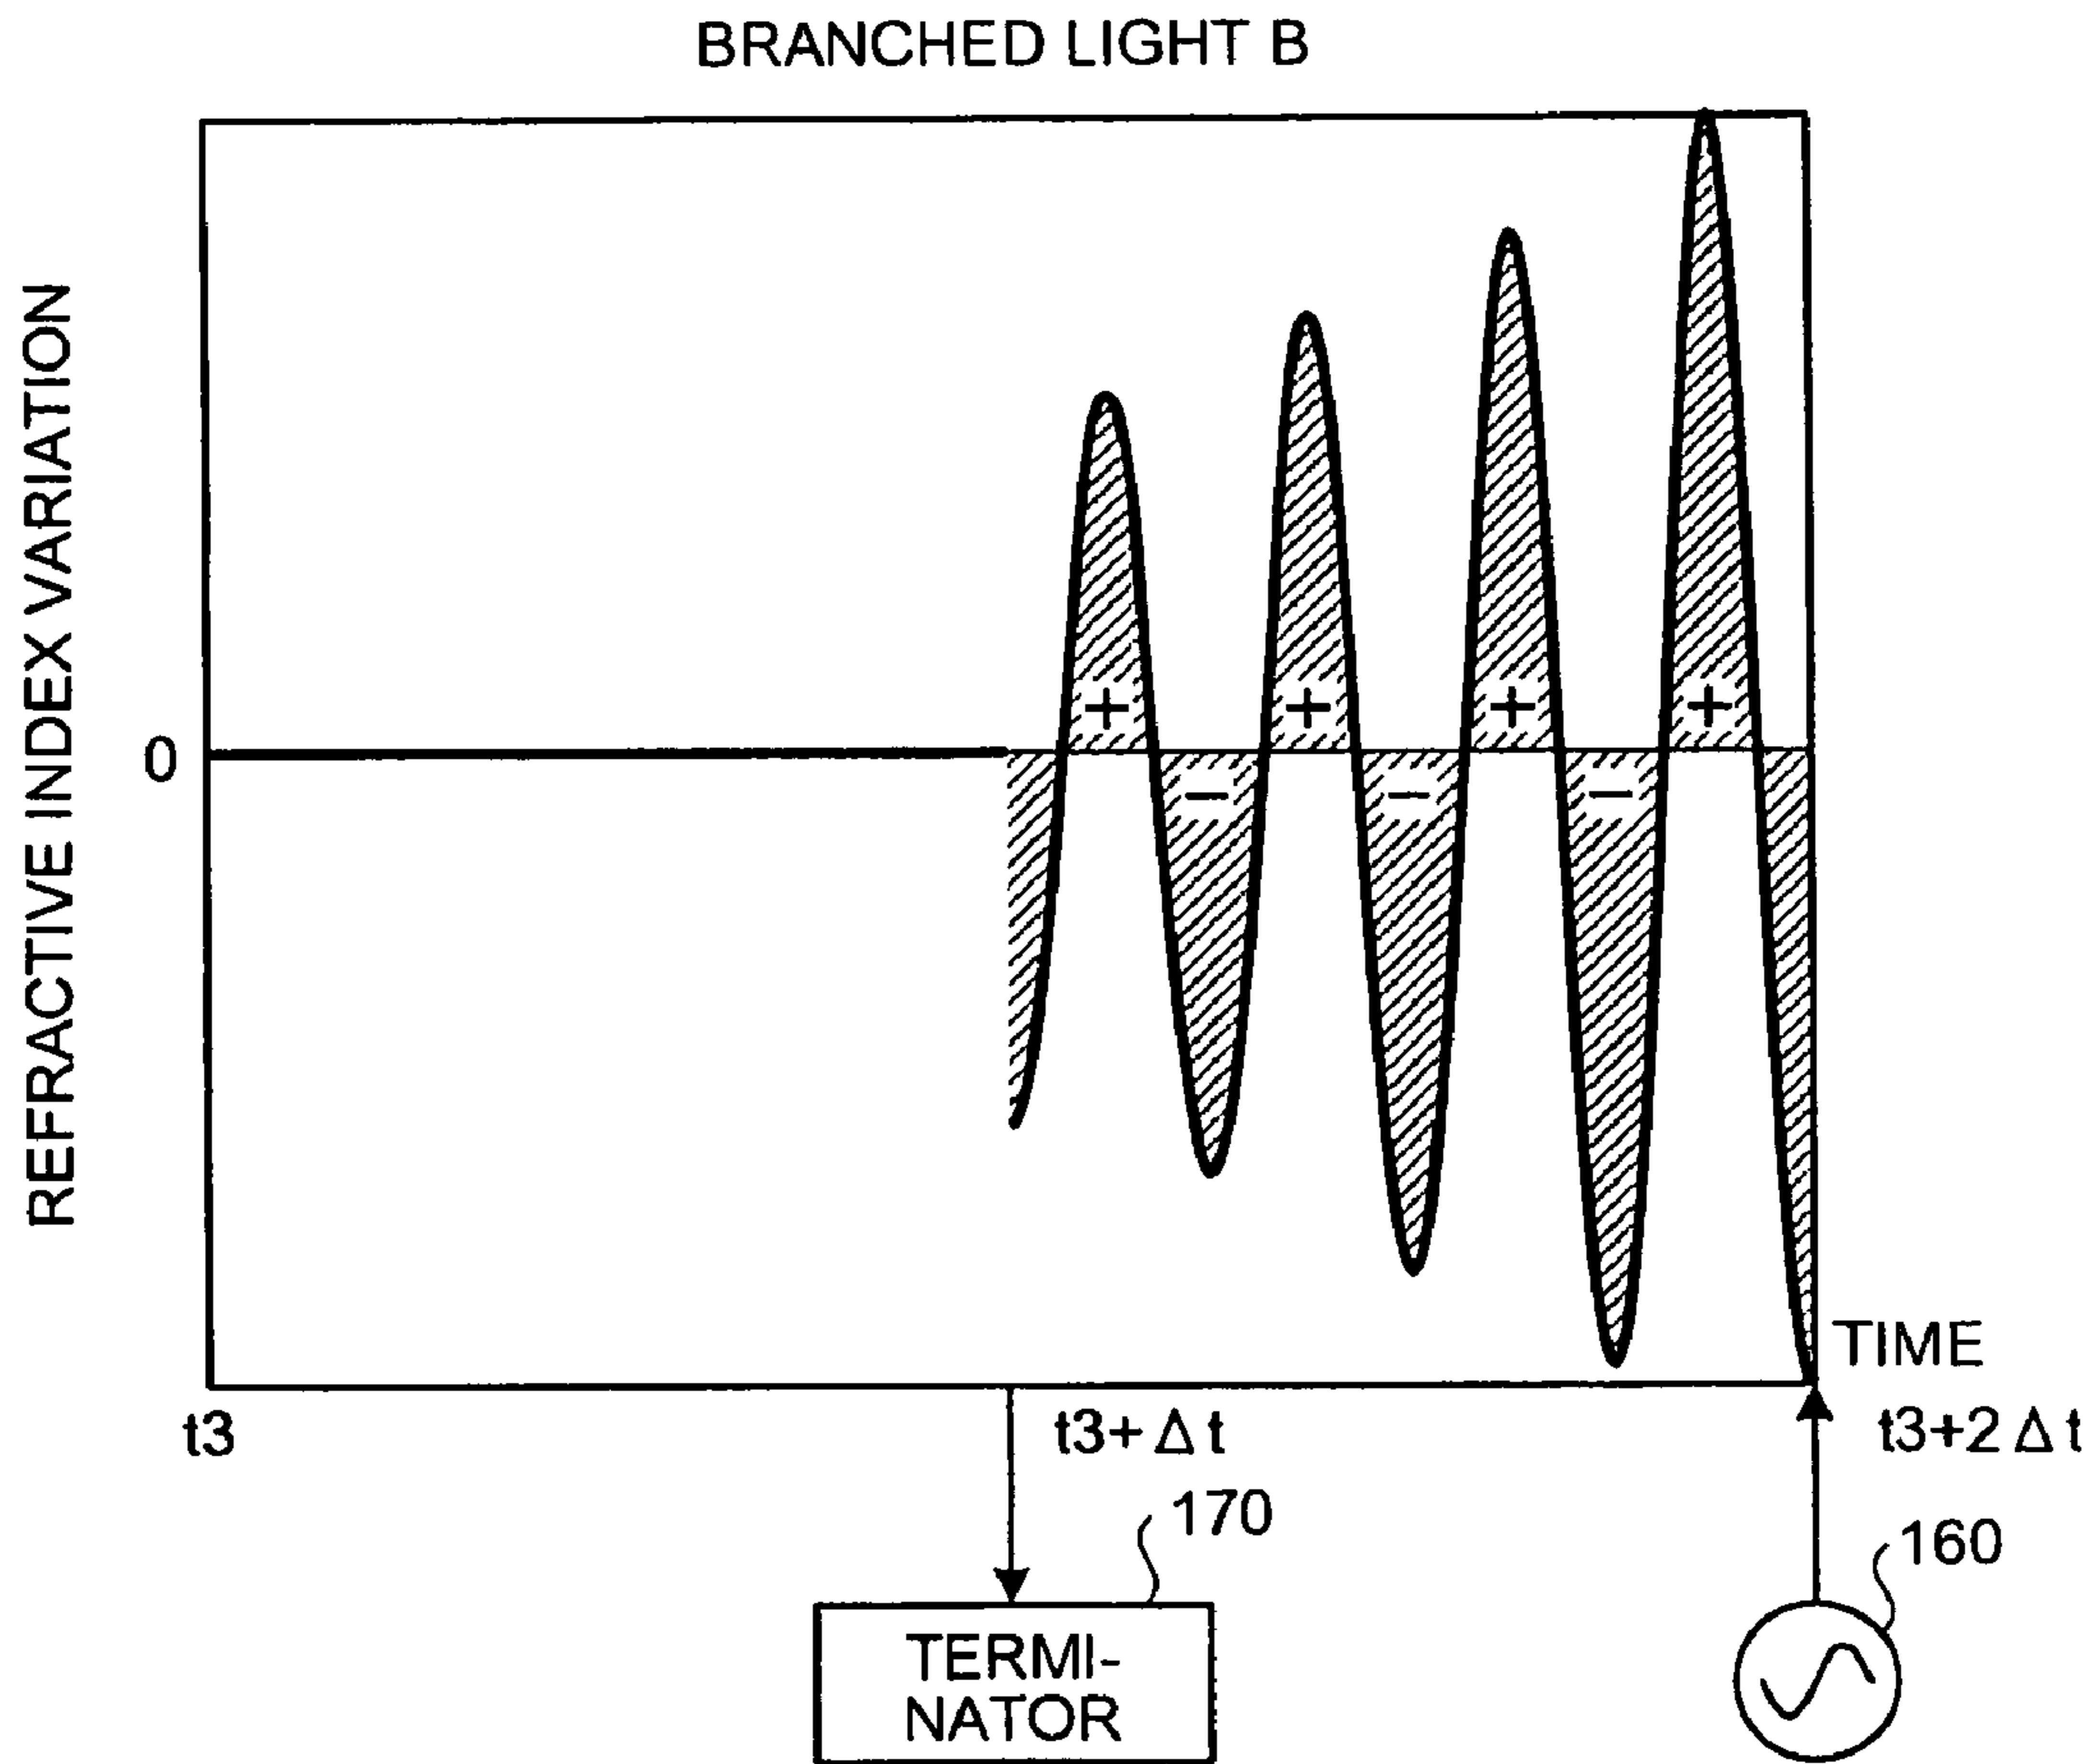 BRANCHED LIGHT B
REFRACTIVE INDEX VARIATION
0
+ + + +
− − −
TIME
t3
t3+Δt
t3+2Δt
170
160
TERMI-
NATOR